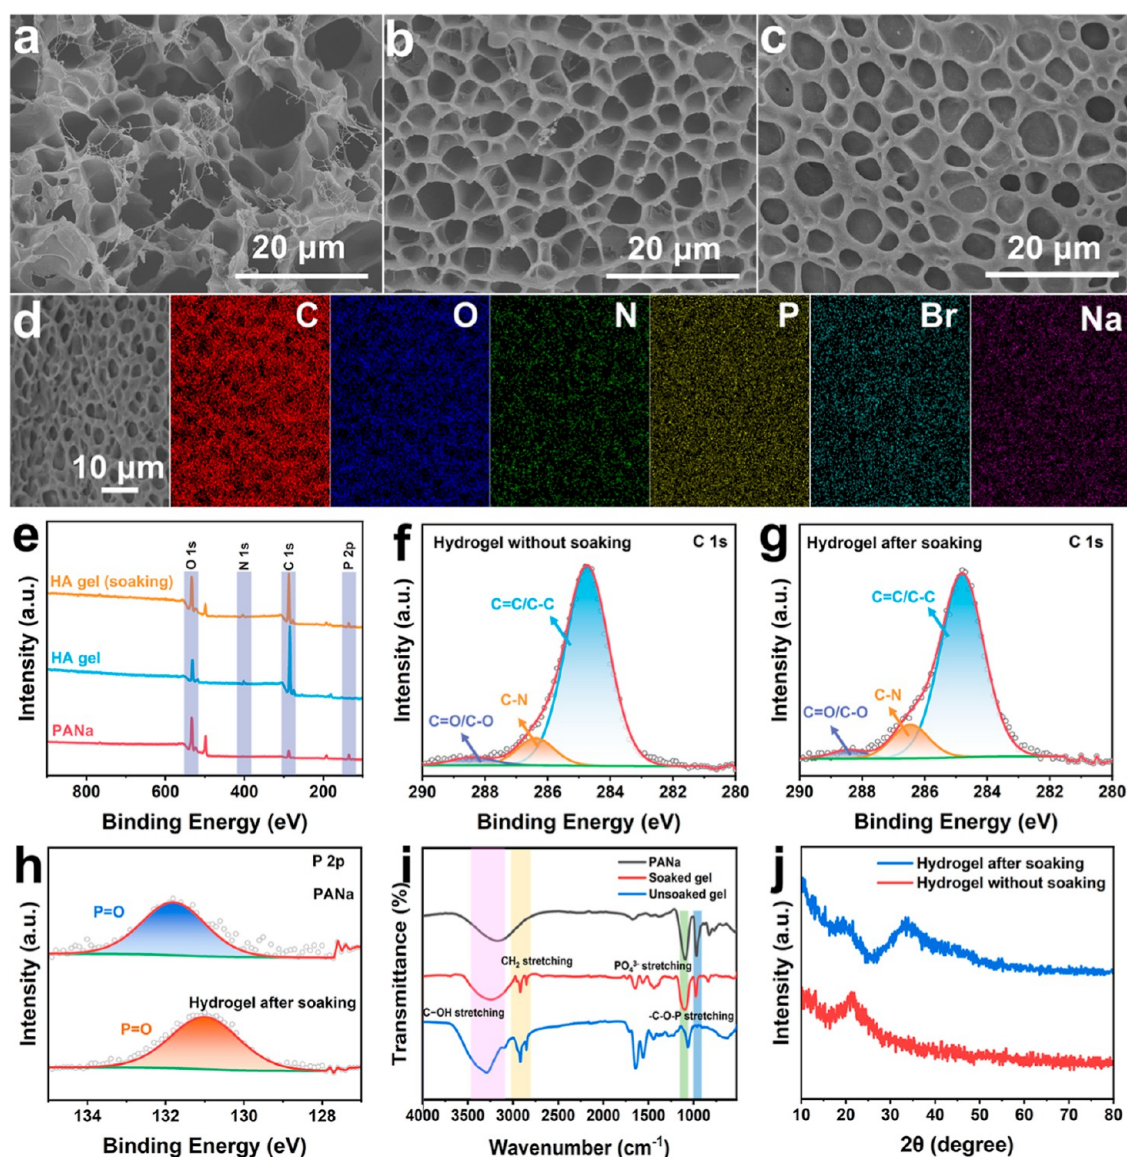 a
20 μm
b
20 μm
c
20 μm
d
10 μm
C
O
N
P
Br
Na
e
O 1s
N 1s
C 1s
P 2p
HA gel (soaking)
HA gel
PANa
Intensity (a.u.)
800 600 400 200
Binding Energy (eV)
f
Hydrogel without soaking
C 1s
C=C/C-C
C-N
C=O/C-O
Intensity (a.u.)
290 288 286 284 282 280
Binding Energy (eV)
g
Hydrogel after soaking
C 1s
C=C/C-C
C-N
C=O/C-O
Intensity (a.u.)
290 288 286 284 282 280
Binding Energy (eV)
h
P 2p
PANa
P=O
Hydrogel after soaking
P=O
Intensity (a.u.)
134 132 130 128
Binding Energy (eV)
i
PANa
Soaked gel
Unsoaked gel
CH₂ stretching
PO₄³⁻ stretching
C−OH stretching
-C-O-P stretching
Transmittance (%)
4000 3500 3000 2500 2000 1500 1000
Wavenumber (cm⁻¹)
j
Hydrogel after soaking
Hydrogel without soaking
Intensity (a.u.)
10 20 30 40 50 60 70 80
2θ (degree)